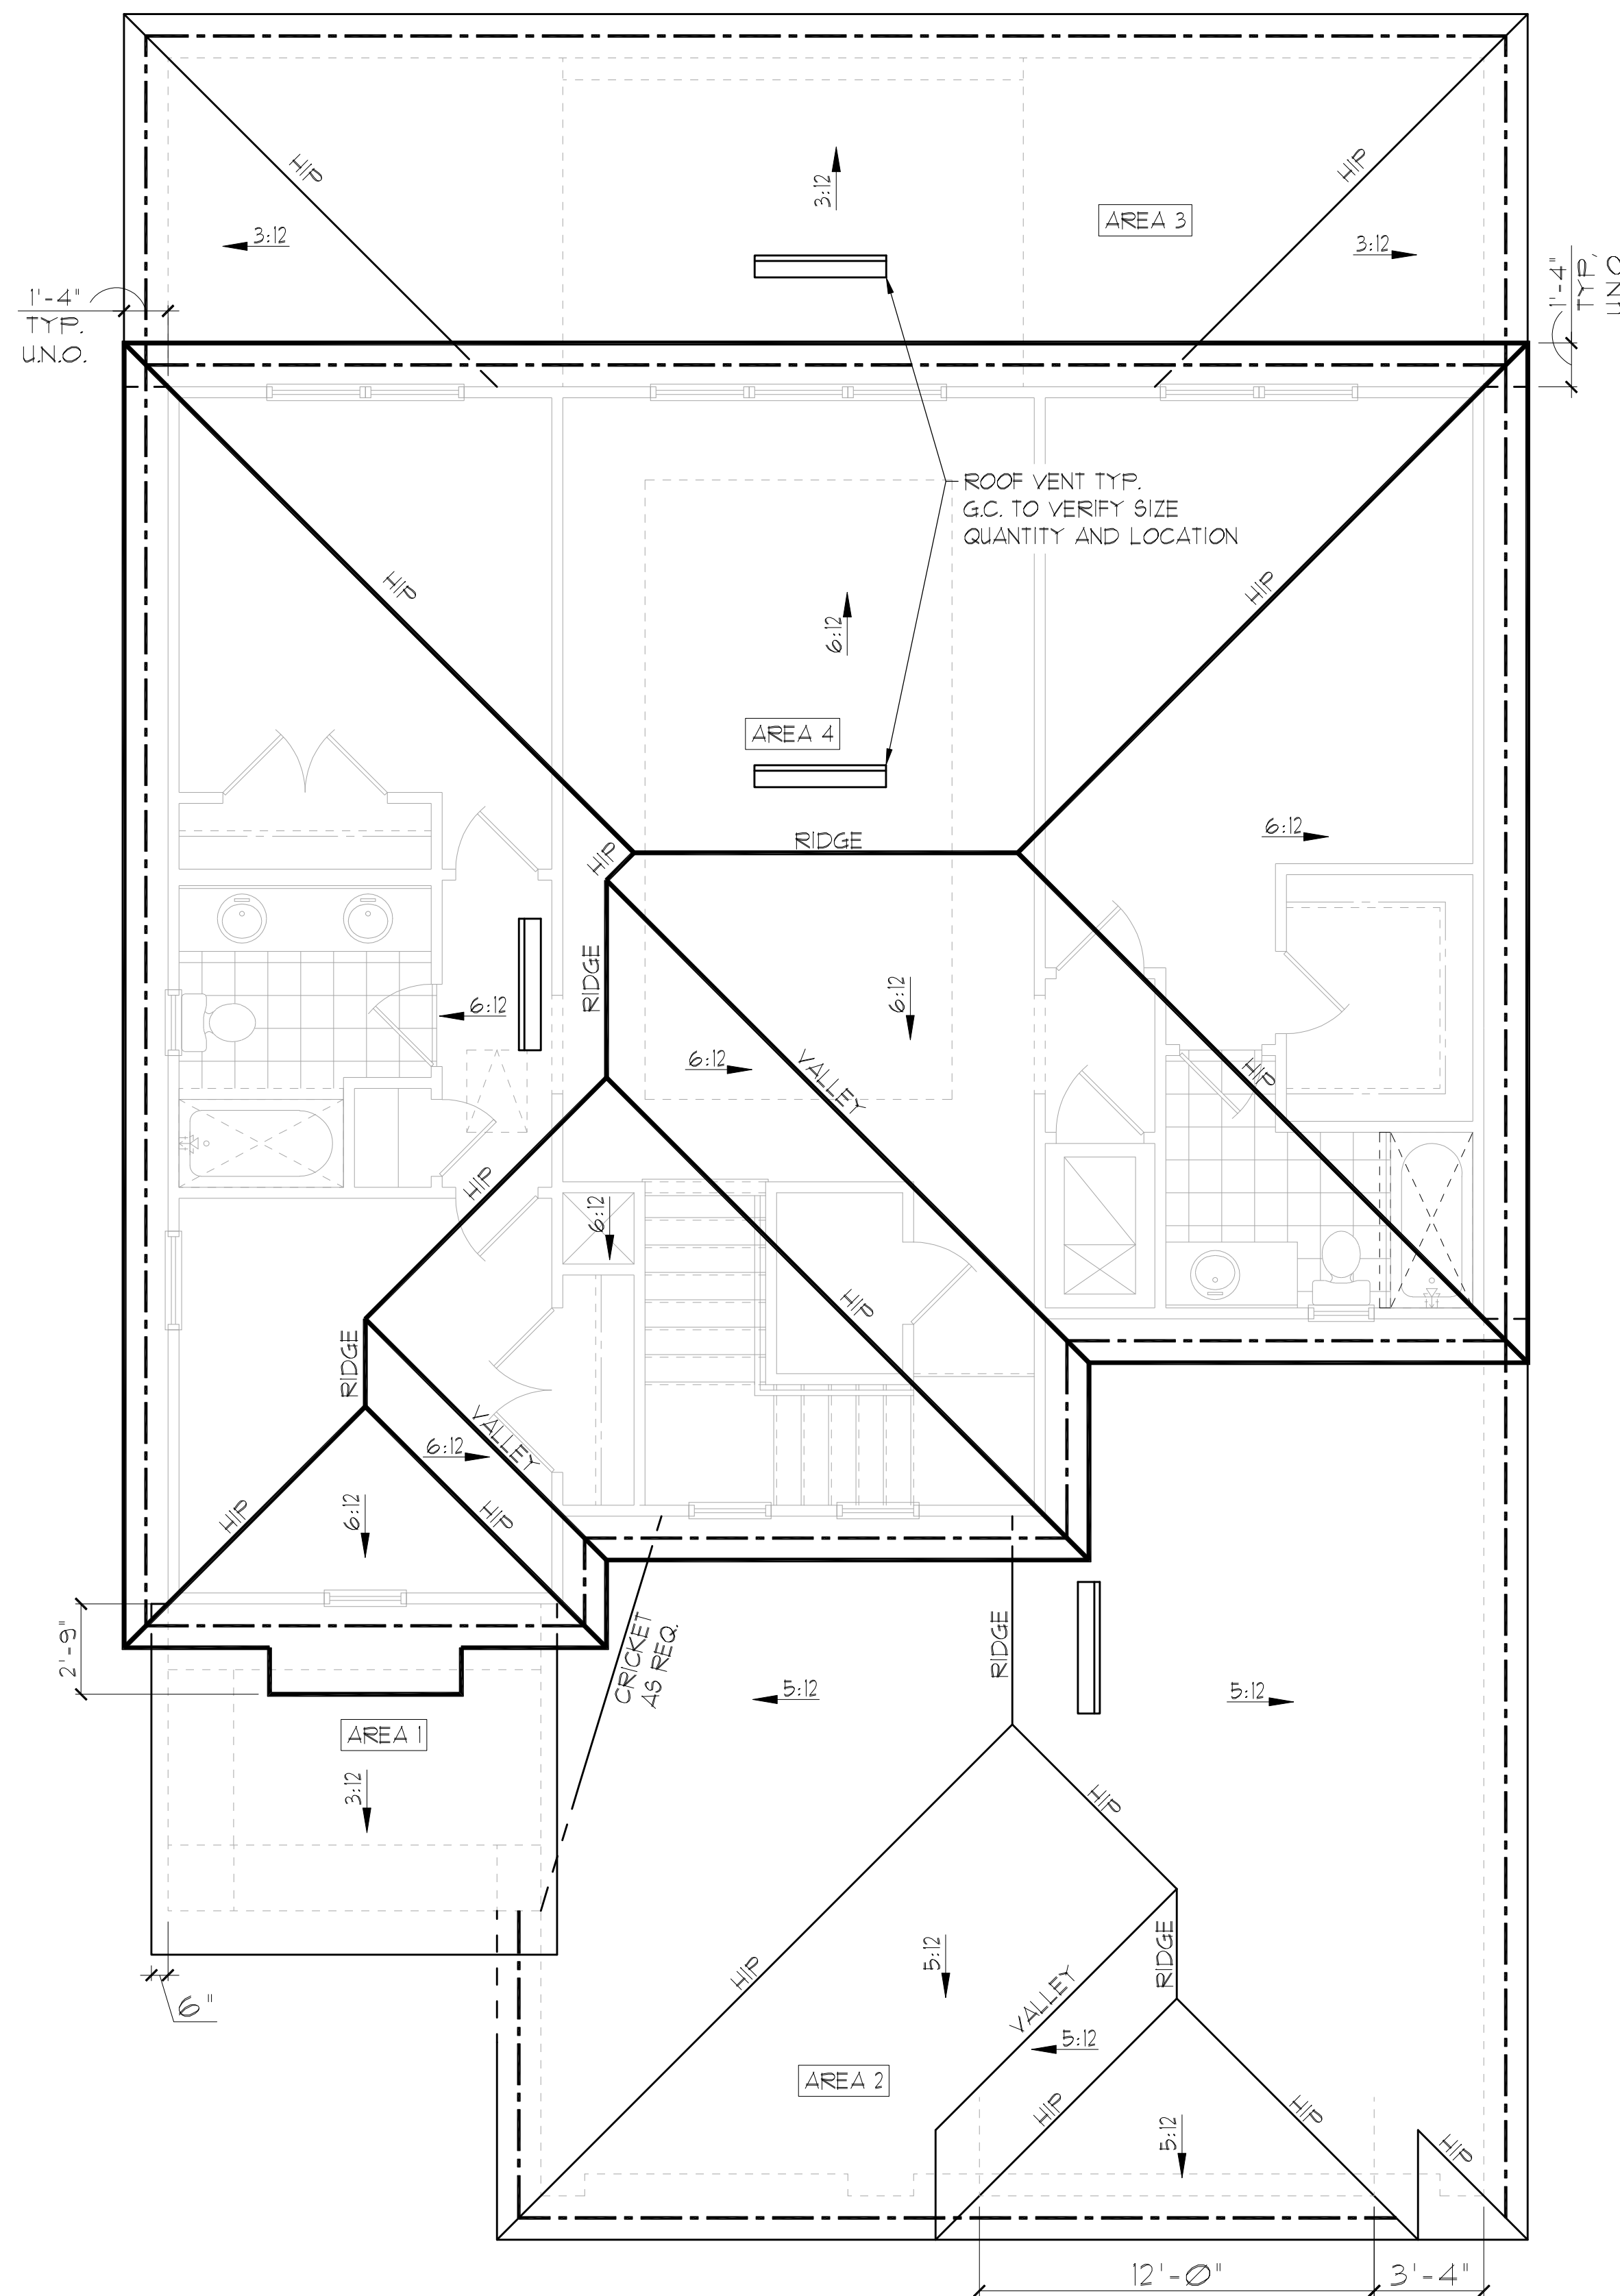 HIP
HIP
3:12
AREA 3
3:12
3:12
1'-4"
TYP.
U.N.O.
1'-4"
TYP.
ROOF VENT TYP.
G.C. TO VERIFY SIZE
QUANTITY AND LOCATION
HIP
HIP
6:12
AREA 4
RIDGE
6:12
HIP
RIDGE
6:12
6:12
6:12
VALLEY
HIP
HIP
6:12
HIP
RIDGE
VALLEY
6:12
6:12
HIP
HIP
2'-9"
CRICKET
AS REQ.
RIDGE
5:12
5:12
AREA 1
3:12
HIP
HIP
RIDGE
5:12
6"
VALLEY
5:12
AREA 2
HIP
HIP
5:12
HIP
12'-0"
3'-4"